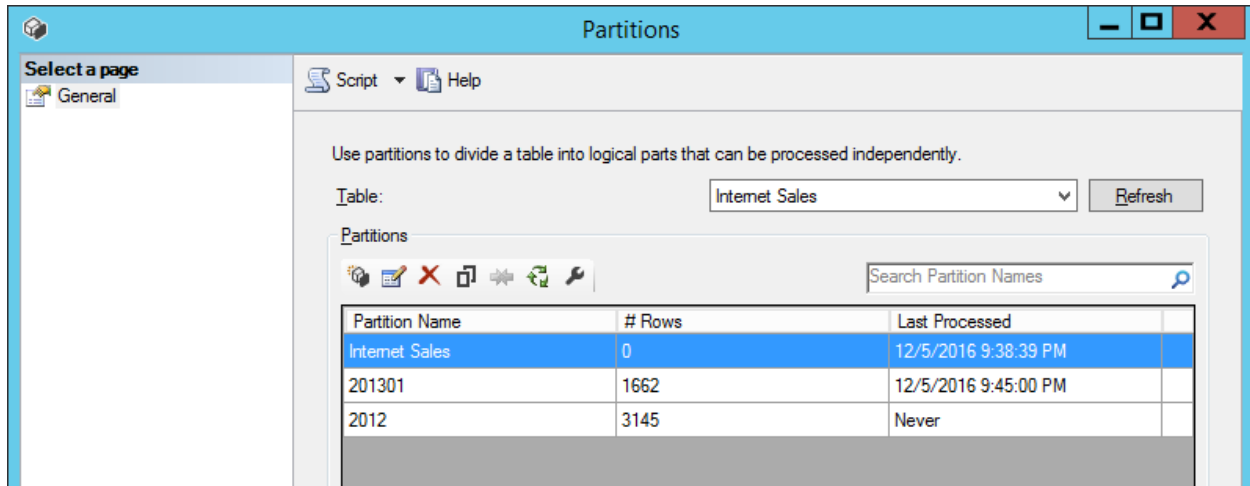 Partitions
X
Select a page
General
Script Help
Use partitions to divide a table into logical parts that can be processed independently.
Table: Internet Sales Refresh
Partitions
Search Partition Names
Partition Name # Rows Last Processed
Internet Sales 0 12/5/2016 9:38:39 PM
201301 1662 12/5/2016 9:45:00 PM
2012 3145 Never